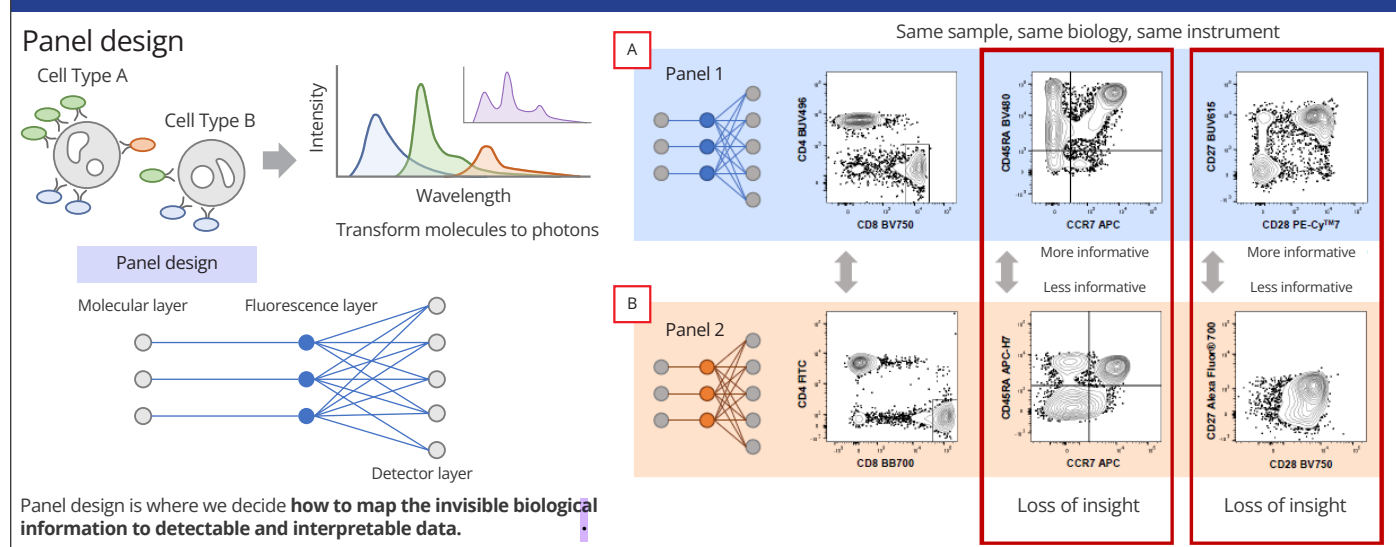 Panel design
Cell Type A
Cell Type B
Intensity
Wavelength
Transform molecules to photons
Panel design
Molecular layer
Fluorescence layer
Detector layer
Panel design is where we decide how to map the invisible biological
information to detectable and interpretable data.
Same sample, same biology, same instrument
A
Panel 1
CD4 BUV496
CD8 BV750
CD45RA BV480
CCR7 APC
CD27 BUV615
CD28 PE-Cy™7
More informative
Less informative
More informative
Less informative
B
Panel 2
CD4 FITC
CD8 BB700
CD45RA APC-H7
CCR7 APC
CD27 Alexa Fluor® 700
CD28 BV750
Loss of insight
Loss of insight